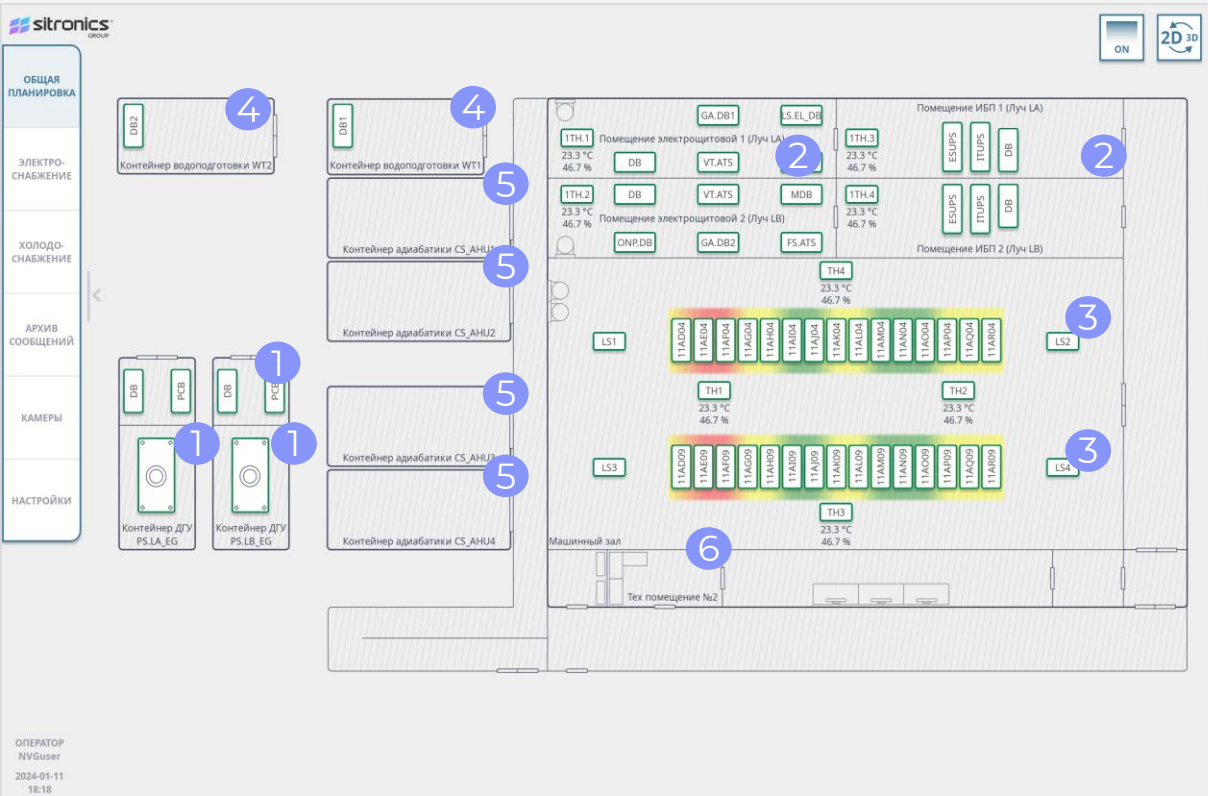 sitronics
GROUP
ON
2D 3D
ОБЩАЯ
ПЛАНИРОВКА
ЭЛЕКТРО-
СНАБЖЕНИЕ
ХОЛОДО-
СНАБЖЕНИЕ
АРХИВ
СООБЩЕНИЙ
КАМЕРЫ
НАСТРОЙКИ
ОПЕРАТОР
NVGuser
2024-01-11
18:18
DB2
4
Контейнер водоподготовки WT2
DB1
4
Контейнер водоподготовки WT1
5
Контейнер адиабатики CS_AHU1
5
Контейнер адиабатики CS_AHU2
5
Контейнер адиабатики CS_AHU3
5
Контейнер адиабатики CS_AHU4
DB
PCB
1
Контейнер ДГУ
PS.LA_EG
DB
PCB
1
1
Контейнер ДГУ
PS.LB_EG
GA.DB1
LS.EL_DB
1TH.1
23.3 °C
46.7 %
Помещение электрощитовой 1 (Луч LA)
DB
VT.ATS
2
1TH.2
23.3 °C
46.7 %
DB
VT.ATS
MDB
Помещение электрощитовой 2 (Луч LB)
ONP.DB
GA.DB2
FS.ATS
Помещение ИБП 1 (Луч LA)
1TH.3
23.3 °C
46.7 %
ESUPS
ITUPS
DB
2
1TH.4
23.3 °C
46.7 %
ESUPS
ITUPS
DB
Помещение ИБП 2 (Луч LB)
TH4
23.3 °C
46.7 %
LS1
11AD04
11AE04
11AF04
11AG04
11AH04
11AI04
11AJ04
11AK04
11AL04
11AM04
11AN04
11AO04
11AP04
11AQ04
11AR04
LS2
3
TH1
23.3 °C
46.7 %
TH2
23.3 °C
46.7 %
LS3
11AD09
11AE09
11AF09
11AG09
11AH09
11AI09
11AJ09
11AK09
11AL09
11AM09
11AN09
11AO09
11AP09
11AQ09
11AR09
LS4
3
TH3
23.3 °C
46.7 %
Машинный зал
6
Тех помещение №2